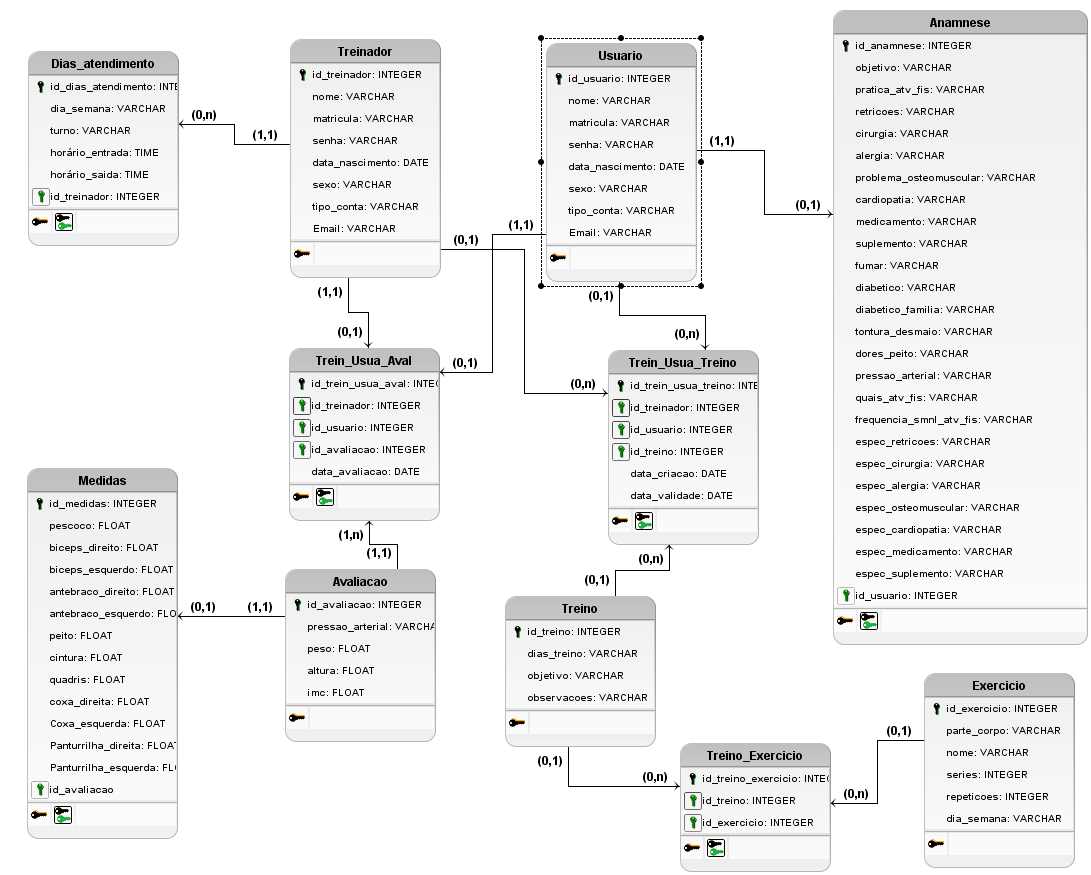 Dias_atendimento
id_dias_atendimento: INTE
dia_semana: VARCHAR
turno: VARCHAR
horário_entrada: TIME
horário_saida: TIME
id_treinador: INTEGER
(0,n)
(1,1)
Treinador
id_treinador: INTEGER
nome: VARCHAR
matricula: VARCHAR
senha: VARCHAR
data_nascimento: DATE
sexo: VARCHAR
tipo_conta: VARCHAR
Email: VARCHAR
(1,1)
(0,1)
(0,1)
(0,n)
Usuario
id_usuario: INTEGER
nome: VARCHAR
matricula: VARCHAR
senha: VARCHAR
data_nascimento: DATE
sexo: VARCHAR
tipo_conta: VARCHAR
Email: VARCHAR
(1,1)
(0,1)
(1,1)
(0,1)
(0,1)
(0,n)
Anamnese
id_anamnese: INTEGER
objetivo: VARCHAR
pratica_atv_fis: VARCHAR
retricoes: VARCHAR
cirurgia: VARCHAR
alergia: VARCHAR
problema_osteomuscular: VARCHAR
cardiopatia: VARCHAR
medicamento: VARCHAR
suplemento: VARCHAR
fumar: VARCHAR
diabetico: VARCHAR
diabetico_familia: VARCHAR
tontura_desmaio: VARCHAR
dores_peito: VARCHAR
pressao_arterial: VARCHAR
quais_atv_fis: VARCHAR
frequencia_smnl_atv_fis: VARCHAR
espec_retricoes: VARCHAR
espec_cirurgia: VARCHAR
espec_alergia: VARCHAR
espec_osteomuscular: VARCHAR
espec_cardiopatia: VARCHAR
espec_medicamento: VARCHAR
espec_suplemento: VARCHAR
id_usuario: INTEGER
Trein_Usua_Aval
id_trein_usua_aval: INTEG
id_treinador: INTEGER
id_usuario: INTEGER
id_avaliacao: INTEGER
data_avaliacao: DATE
(1,n)
(1,1)
Trein_Usua_Treino
id_trein_usua_treino: INTE
id_treinador: INTEGER
id_usuario: INTEGER
id_treino: INTEGER
data_criacao: DATE
data_validade: DATE
(0,n)
(0,1)
Medidas
id_medidas: INTEGER
pescoco: FLOAT
biceps_direito: FLOAT
biceps_esquerdo: FLOAT
antebraco_direito: FLOAT
antebraco_esquerdo: FLO
peito: FLOAT
cintura: FLOAT
quadris: FLOAT
coxa_direita: FLOAT
Coxa_esquerda: FLOAT
Panturrilha_direita: FLOAT
Panturrilha_esquerda: FL
id_avaliacao
(0,1)
(1,1)
Avaliacao
id_avaliacao: INTEGER
pressao_arterial: VARCHA
peso: FLOAT
altura: FLOAT
imc: FLOAT
Treino
id_treino: INTEGER
dias_treino: VARCHAR
objetivo: VARCHAR
observacoes: VARCHAR
(0,1)
(0,n)
Treino_Exercicio
id_treino_exercicio: INTEG
id_treino: INTEGER
id_exercicio: INTEGER
(0,1)
(0,n)
Exercicio
id_exercicio: INTEGER
parte_corpo: VARCHAR
nome: VARCHAR
series: INTEGER
repeticoes: INTEGER
dia_semana: VARCHAR